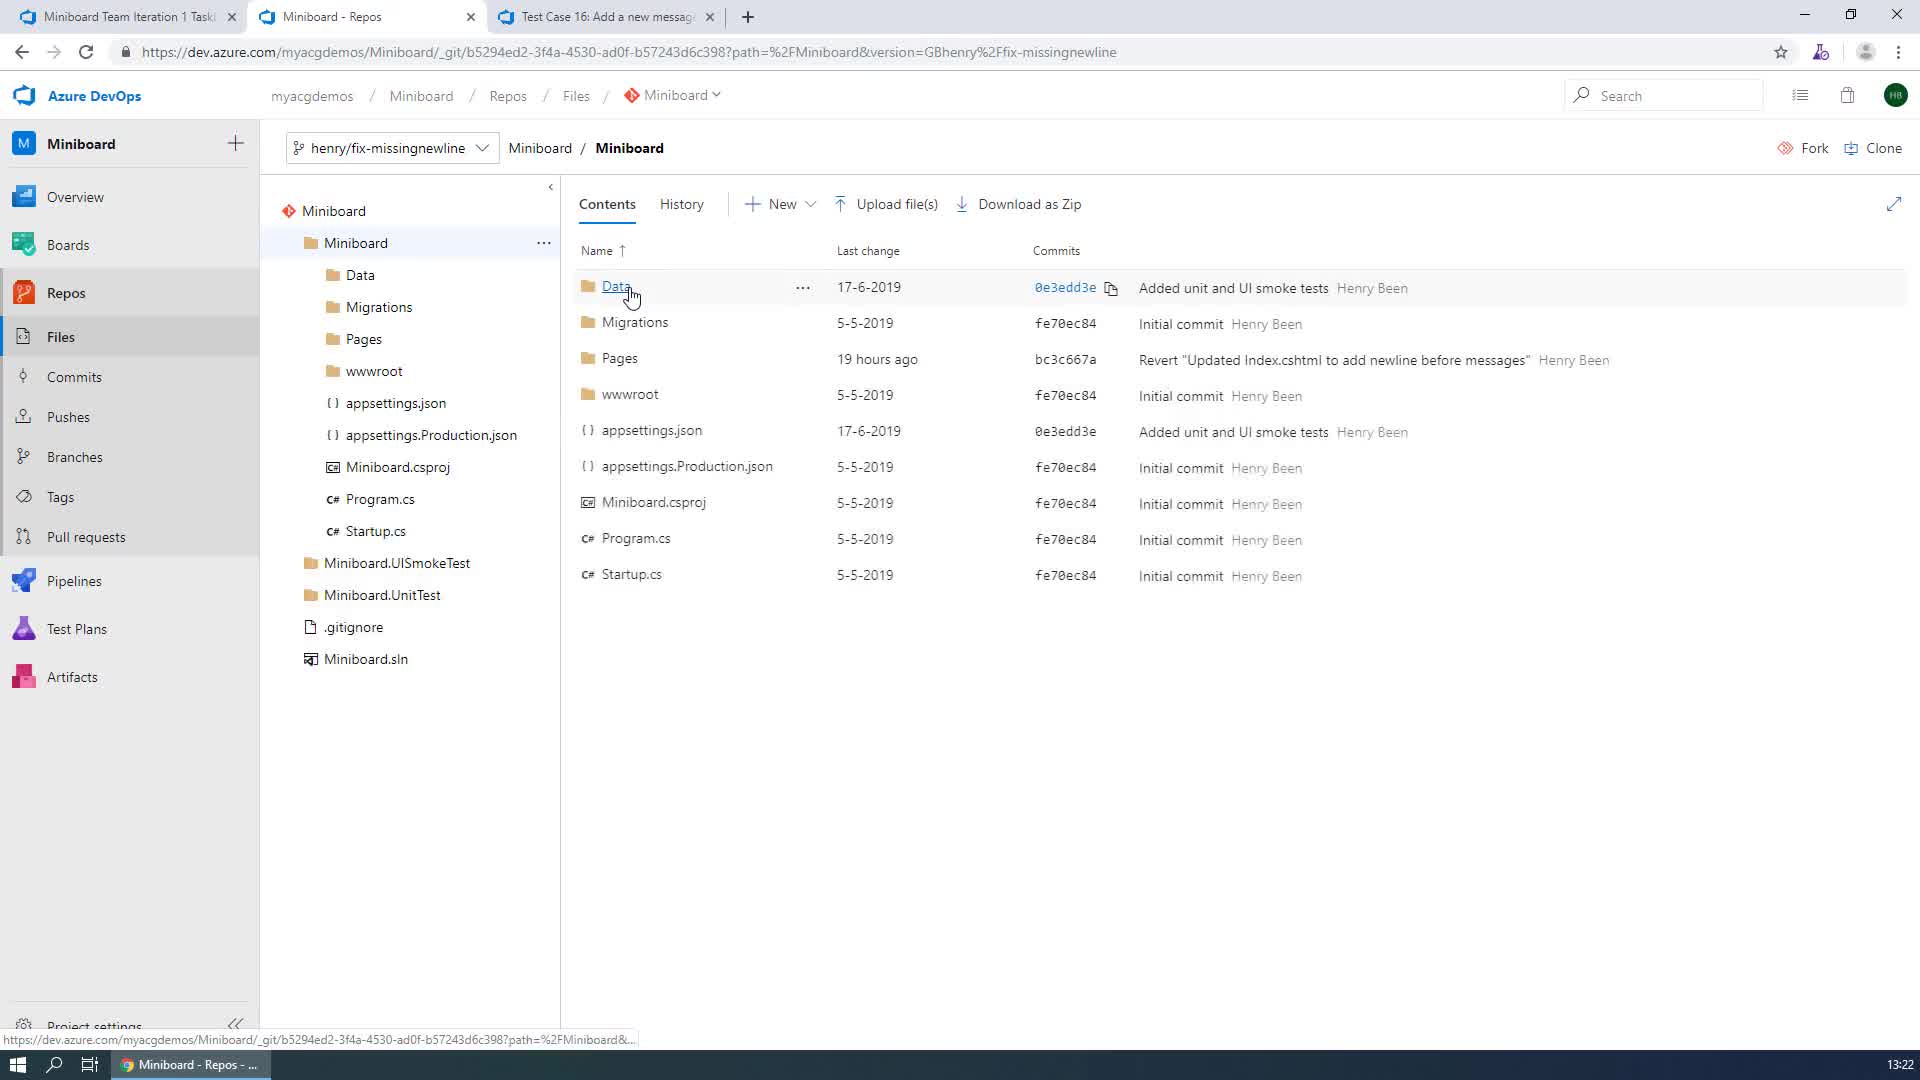 Miniboard Team Iteration 1 Task
Miniboard - Repos
Test Case 16: Add a new messag
https://dev.azure.com/myacgdemos/Miniboard/_git/b5294ed2-3f4a-4530-ad0f-b57243d6c398?path=%2FMiniboard&version=GBhenry%2Ffix-missingnewline
Azure DevOps
myacgdemos / Miniboard / Repos / Files / Miniboard
Search
HB
M Miniboard
henry/fix-missingnewline
Miniboard / Miniboard
Fork
Clone
Overview
Boards
Repos
Files
Commits
Pushes
Branches
Tags
Pull requests
Pipelines
Test Plans
Artifacts
Project settings
Miniboard
Miniboard
Data
Migrations
Pages
wwwroot
{ } appsettings.json
{ } appsettings.Production.json
C# Miniboard.csproj
C# Program.cs
C# Startup.cs
Miniboard.UISmokeTest
Miniboard.UnitTest
.gitignore
Miniboard.sln
Contents History New Upload file(s) Download as Zip
Name ↑ Last change Commits
Data 17-6-2019 0e3edd3e Added unit and UI smoke tests Henry Been
Migrations 5-5-2019 fe70ec84 Initial commit Henry Been
Pages 19 hours ago bc3c667a Revert "Updated Index.cshtml to add newline before messages" Henry Been
wwwroot 5-5-2019 fe70ec84 Initial commit Henry Been
{ } appsettings.json 17-6-2019 0e3edd3e Added unit and UI smoke tests Henry Been
{ } appsettings.Production.json 5-5-2019 fe70ec84 Initial commit Henry Been
C# Miniboard.csproj 5-5-2019 fe70ec84 Initial commit Henry Been
C# Program.cs 5-5-2019 fe70ec84 Initial commit Henry Been
C# Startup.cs 5-5-2019 fe70ec84 Initial commit Henry Been
https://dev.azure.com/myacgdemos/Miniboard/_git/b5294ed2-3f4a-4530-ad0f-b57243d6c398?path=%2FMiniboard&...
Miniboard - Repos - ...
13:22